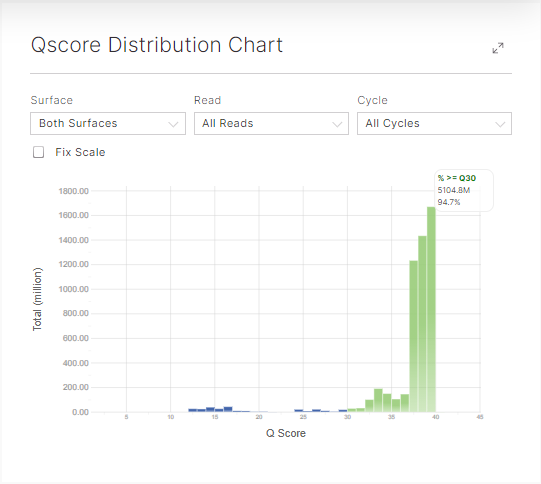 Qscore Distribution Chart
Surface Read Cycle
Both Surfaces All Reads All Cycles
Fix Scale
% >= Q30
5104.8M
94.7%
1800.00
1600.00
1400.00
1200.00
1000.00
800.00
600.00
400.00
200.00
0.00
Total (million)
5 10 15 20 25 30 35 40 45
Q Score